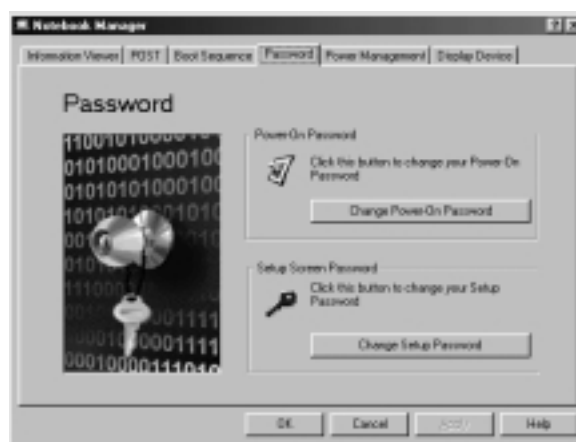 Notebook Manager
Information Viewer POST Boot Sequence Password Power Management Display Device
Password
Power-On Password
Click this button to change your Power-On
Password
Change Power-On Password
Setup Screen Password
Click this button to change your Setup
Password
Change Setup Password
OK Cancel Apply Help